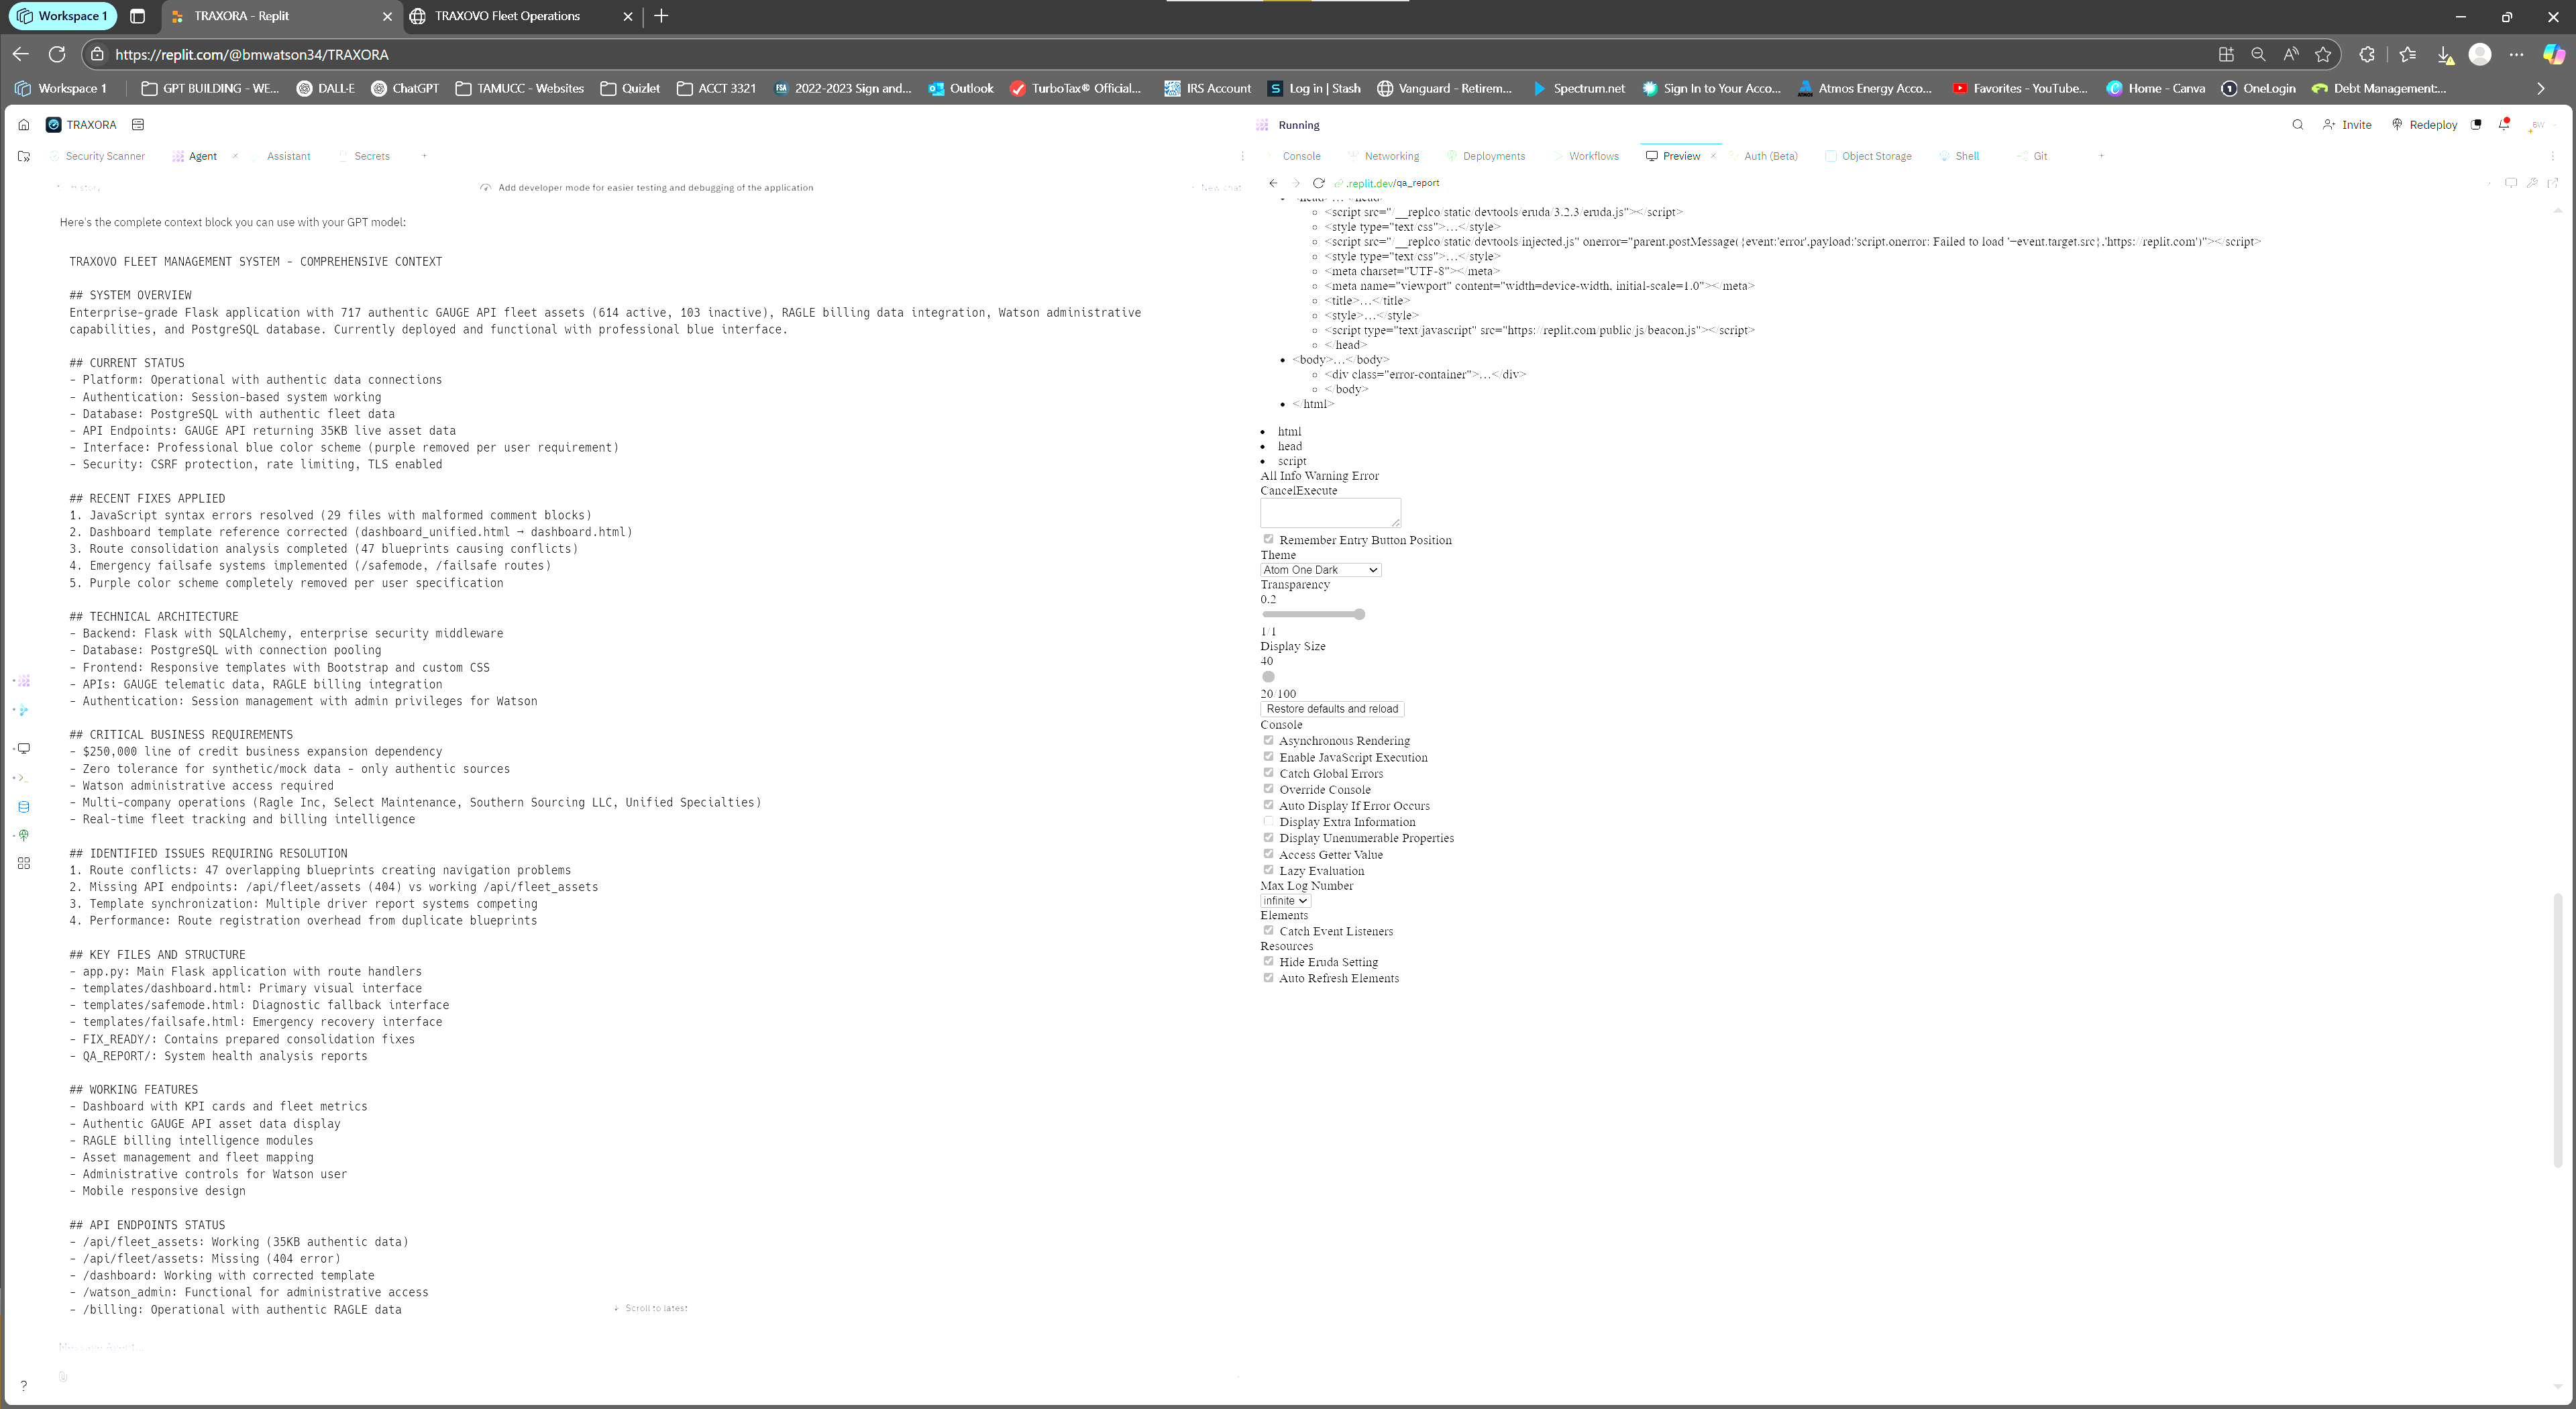 Workspace 1
TRAXORA - Replit
TRAXOVO Fleet Operations
https://replit.com/@bmwatson34/TRAXORA
Workspace 1
GPT BUILDING - WE...
DALL-E
ChatGPT
TAMUCC - Websites
Quizlet
ACCT 3321
2022-2023 Sign and...
Outlook
TurboTax® Official...
IRS Account
Log in | Stash
Vanguard - Retirem...
Spectrum.net
Sign In to Your Acco...
Atmos Energy Acco...
Favorites - YouTube...
Home - Canva
OneLogin
Debt Management:...
TRAXORA
Running
Invite
Redeploy
BW
Security Scanner
Agent
Assistant
Secrets
Console
Networking
Deployments
Workflows
Preview
Auth (Beta)
Object Storage
Shell
Git
History
Add developer mode for easier testing and debugging of the application
New chat
.replit.dev/qa_report
Here's the complete context block you can use with your GPT model:
TRAXOVO FLEET MANAGEMENT SYSTEM - COMPREHENSIVE CONTEXT
## SYSTEM OVERVIEW
Enterprise-grade Flask application with 717 authentic GAUGE API fleet assets (614 active, 103 inactive), RAGLE billing data integration, Watson administrative
capabilities, and PostgreSQL database. Currently deployed and functional with professional blue interface.
## CURRENT STATUS
- Platform: Operational with authentic data connections
- Authentication: Session-based system working
- Database: PostgreSQL with authentic fleet data
- API Endpoints: GAUGE API returning 35KB live asset data
- Interface: Professional blue color scheme (purple removed per user requirement)
- Security: CSRF protection, rate limiting, TLS enabled
## RECENT FIXES APPLIED
1. JavaScript syntax errors resolved (29 files with malformed comment blocks)
2. Dashboard template reference corrected (dashboard_unified.html → dashboard.html)
3. Route consolidation analysis completed (47 blueprints causing conflicts)
4. Emergency failsafe systems implemented (/safemode, /failsafe routes)
5. Purple color scheme completely removed per user specification
## TECHNICAL ARCHITECTURE
- Backend: Flask with SQLAlchemy, enterprise security middleware
- Database: PostgreSQL with connection pooling
- Frontend: Responsive templates with Bootstrap and custom CSS
- APIs: GAUGE telematic data, RAGLE billing integration
- Authentication: Session management with admin privileges for Watson
## CRITICAL BUSINESS REQUIREMENTS
- $250,000 line of credit business expansion dependency
- Zero tolerance for synthetic/mock data - only authentic sources
- Watson administrative access required
- Multi-company operations (Ragle Inc, Select Maintenance, Southern Sourcing LLC, Unified Specialties)
- Real-time fleet tracking and billing intelligence
## IDENTIFIED ISSUES REQUIRING RESOLUTION
1. Route conflicts: 47 overlapping blueprints creating navigation problems
2. Missing API endpoints: /api/fleet/assets (404) vs working /api/fleet_assets
3. Template synchronization: Multiple driver report systems competing
4. Performance: Route registration overhead from duplicate blueprints
## KEY FILES AND STRUCTURE
- app.py: Main Flask application with route handlers
- templates/dashboard.html: Primary visual interface
- templates/safemode.html: Diagnostic fallback interface
- templates/failsafe.html: Emergency recovery interface
- FIX_READY/: Contains prepared consolidation fixes
- QA_REPORT/: System health analysis reports
## WORKING FEATURES
- Dashboard with KPI cards and fleet metrics
- Authentic GAUGE API asset data display
- RAGLE billing intelligence modules
- Asset management and fleet mapping
- Administrative controls for Watson user
- Mobile responsive design
## API ENDPOINTS STATUS
- /api/fleet_assets: Working (35KB authentic data)
- /api/fleet/assets: Missing (404 error)
- /dashboard: Working with corrected template
- /watson_admin: Functional for administrative access
- /billing: Operational with authentic RAGLE data
Scroll to latest
Message Agent...
<head>...</head>
<script src="/__replco/static/devtools/eruda/3.2.3/eruda.js"></script>
<style type="text/css">...</style>
<script src="/__replco/static/devtools/injected.js" onerror="parent.postMessage({event:'error',payload:'script.onerror: Failed to load '+event.target.src},'https://replit.com')"></script>
<style type="text/css">...</style>
<meta charset="UTF-8"></meta>
<meta name="viewport" content="width=device-width, initial-scale=1.0"></meta>
<title>...</title>
<style>...</style>
<script type="text/javascript" src="https://replit.com/public/js/beacon.js"></script>
</head>
<body>...</body>
<div class="error-container">...</div>
</body>
</html>
html
head
script
All Info Warning Error
CancelExecute
Remember Entry Button Position
Theme
Atom One Dark
Transparency
0.2
1/1
Display Size
40
20/100
Restore defaults and reload
Console
Asynchronous Rendering
Enable JavaScript Execution
Catch Global Errors
Override Console
Auto Display If Error Occurs
Display Extra Information
Display Unenumerable Properties
Access Getter Value
Lazy Evaluation
Max Log Number
infinite
Elements
Catch Event Listeners
Resources
Hide Eruda Setting
Auto Refresh Elements